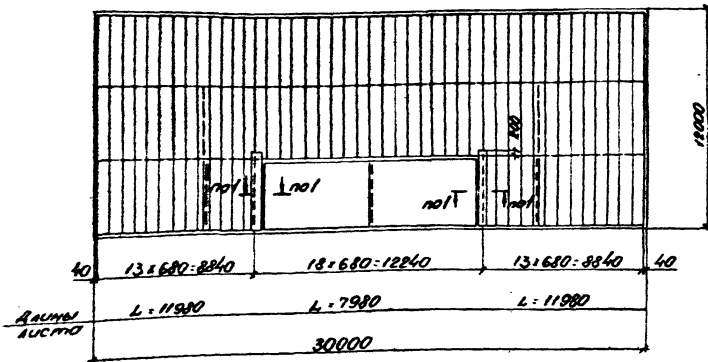 200
12000
по1 по1 по1 по1
40 13 x 680 = 8840 18 x 680 = 12240 13 x 680 = 8840 40
Длины листа L = 11980 L = 7980 L = 11980
30000